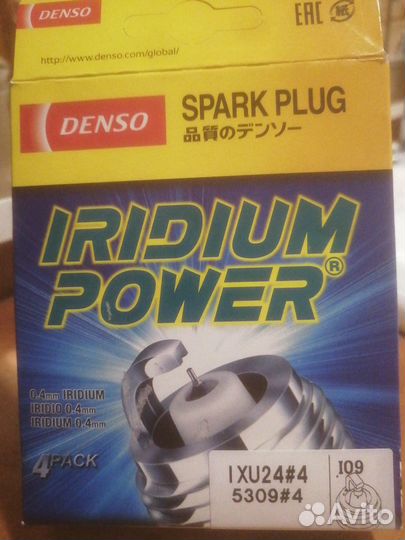 DENSO
EAC
http://www.denso.com/global/
DENSO
SPARK PLUG
品質のデンソー
IRIDIUM
POWER®
0.4mm IRIDIUM
IRIDIO 0.4mm
IRIDIUM 0.4mm
4PACK
IXU24#4
5309#4
I09
Avito